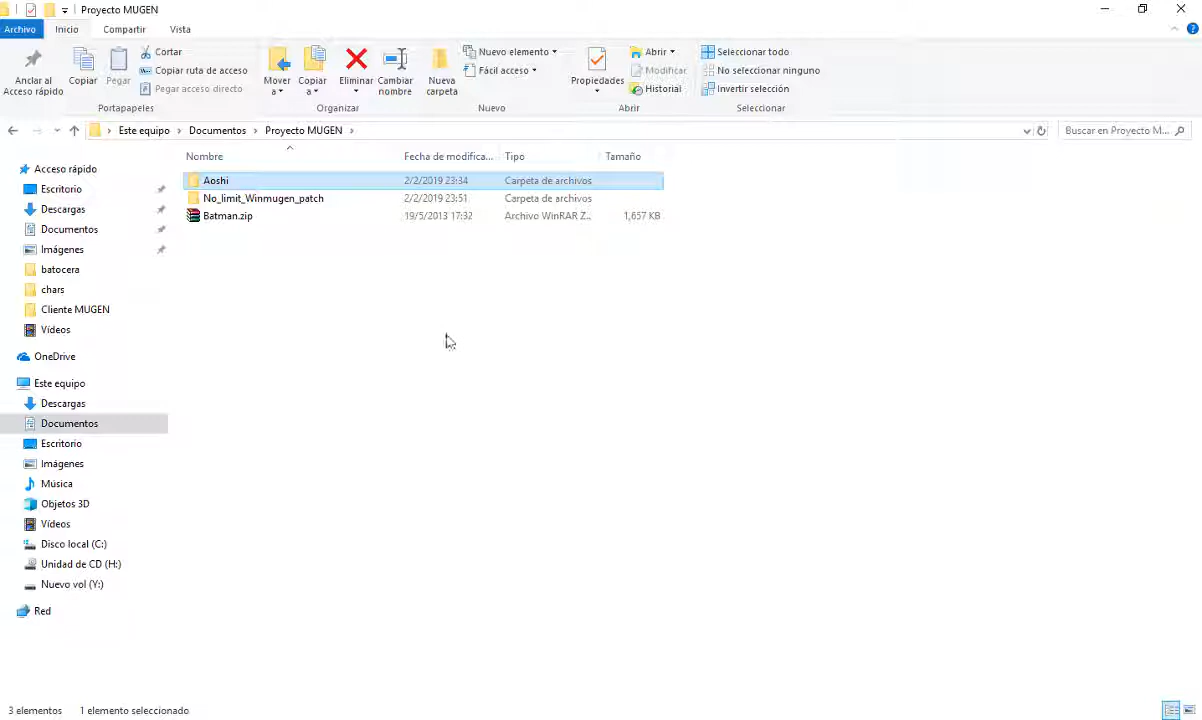 Proyecto MUGEN
Archivo Inicio Compartir Vista
Anclar al Acceso rápido
Copiar
Pegar
Cortar
Copiar ruta de acceso
Pegar acceso directo
Portapapeles
Mover a
Copiar a
Eliminar
Cambiar nombre
Organizar
Nueva carpeta
Nuevo elemento
Fácil acceso
Nuevo
Propiedades
Abrir
Modificar
Historial
Abrir
Seleccionar todo
No seleccionar ninguno
Invertir selección
Seleccionar
Este equipo Documentos Proyecto MUGEN
Buscar en Proyecto M...
Nombre Fecha de modifica... Tipo Tamaño
Aoshi 2/2/2019 23:34 Carpeta de archivos
No_limit_Winmugen_patch 2/2/2019 23:51 Carpeta de archivos
Batman.zip 19/5/2013 17:32 Archivo WinRAR Z... 1,657 KB
Acceso rápido
Escritorio
Descargas
Documentos
Imágenes
batocera
chars
Cliente MUGEN
Vídeos
OneDrive
Este equipo
Descargas
Documentos
Escritorio
Imágenes
Música
Objetos 3D
Vídeos
Disco local (C:)
Unidad de CD (H:)
Nuevo vol (Y:)
Red
3 elementos 1 elemento seleccionado